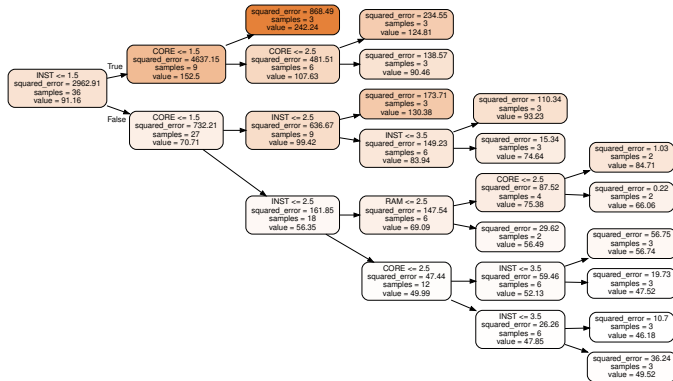 INST <= 1.5
squared_error = 2962.91
samples = 36
value = 91.16
True
False
CORE <= 1.5
squared_error = 4637.15
samples = 9
value = 152.5
squared_error = 868.49
samples = 3
value = 242.24
CORE <= 2.5
squared_error = 481.51
samples = 6
value = 107.63
squared_error = 234.55
samples = 3
value = 124.81
squared_error = 138.57
samples = 3
value = 90.46
CORE <= 1.5
squared_error = 732.21
samples = 27
value = 70.71
INST <= 2.5
squared_error = 636.67
samples = 9
value = 99.42
squared_error = 173.71
samples = 3
value = 130.38
INST <= 3.5
squared_error = 149.23
samples = 6
value = 83.94
squared_error = 110.34
samples = 3
value = 93.23
squared_error = 15.34
samples = 3
value = 74.64
INST <= 2.5
squared_error = 161.85
samples = 18
value = 56.35
RAM <= 2.5
squared_error = 147.54
samples = 6
value = 69.09
CORE <= 2.5
squared_error = 87.52
samples = 4
value = 75.38
squared_error = 1.03
samples = 2
value = 84.71
squared_error = 0.22
samples = 2
value = 66.06
squared_error = 29.62
samples = 2
value = 56.49
CORE <= 2.5
squared_error = 47.44
samples = 12
value = 49.99
INST <= 3.5
squared_error = 59.46
samples = 6
value = 52.13
squared_error = 56.75
samples = 3
value = 56.74
squared_error = 19.73
samples = 3
value = 47.52
INST <= 3.5
squared_error = 26.26
samples = 6
value = 47.85
squared_error = 10.7
samples = 3
value = 46.18
squared_error = 36.24
samples = 3
value = 49.52